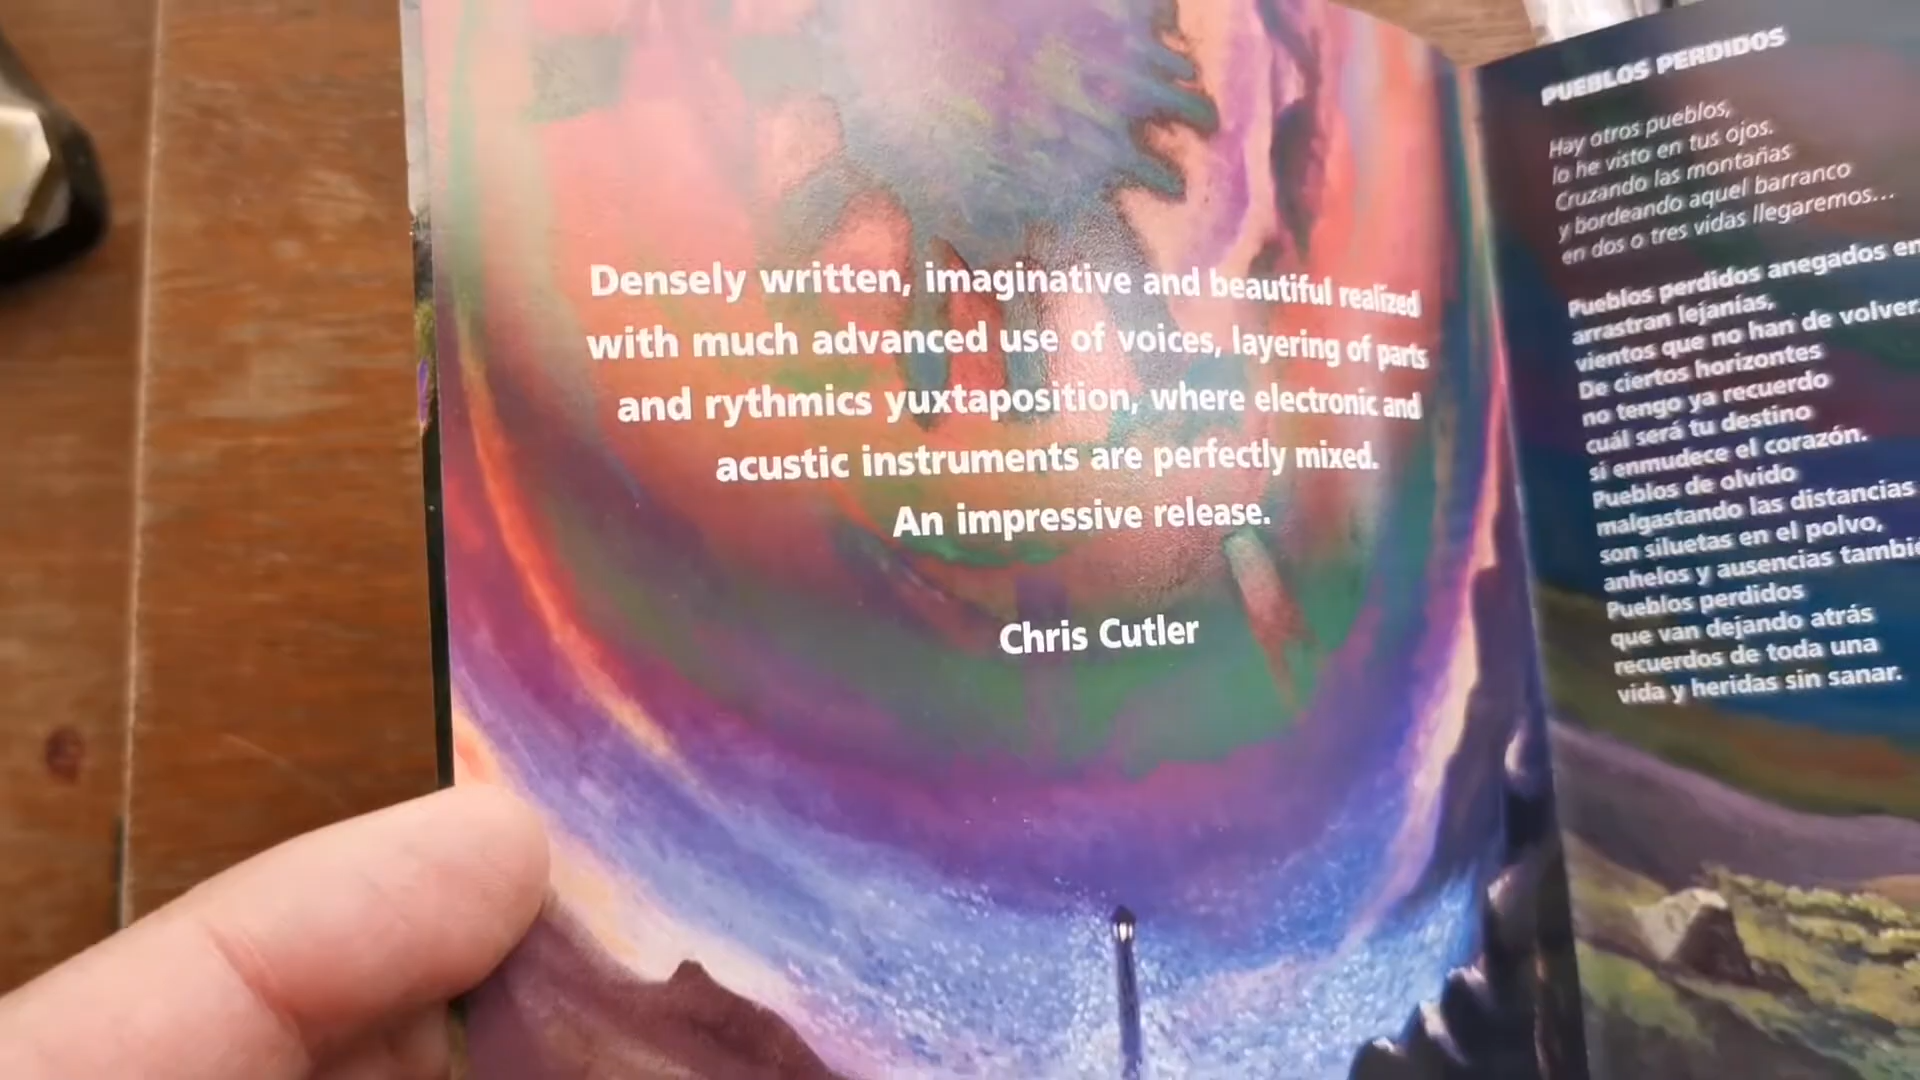 Densely written, imaginative and beautiful realized
with much advanced use of voices, layering of parts
and rythmics yuxtaposition, where electronic and
acustic instruments are perfectly mixed.
An impressive release.
Chris Cutler
PUEBLOS PERDIDOS
Hay otros pueblos,
lo he visto en tus ojos.
Cruzando las montañas
y bordeando aquel barranco
en dos o tres vidas llegaremos...
Pueblos perdidos anegados en
arrastran lejanías,
vientos que no han de volver.
De ciertos horizontes
no tengo ya recuerdo
cuál será tu destino
si enmudece el corazón.
Pueblos de olvido
malgastando las distancias
son siluetas en el polvo,
anhelos y ausencias
Pueblos perdidos
que van dejando atrás
recuerdos de toda una
vida y heridas sin sanar.